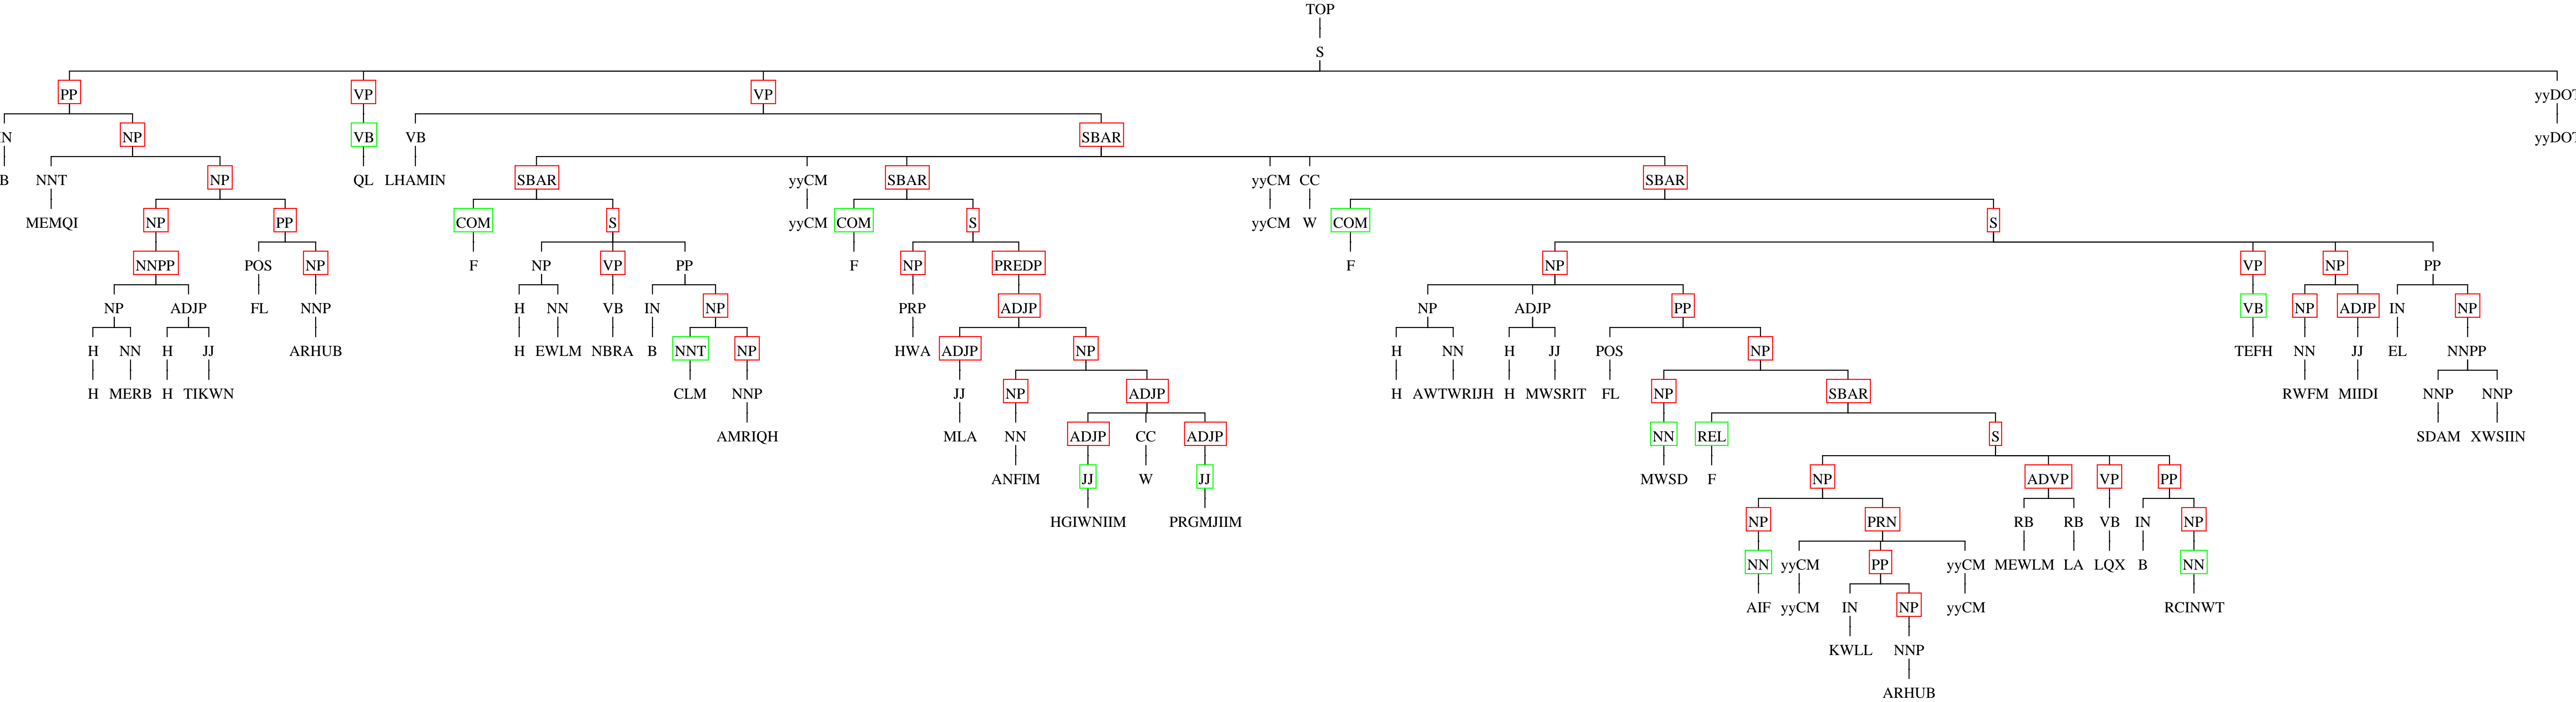 TOP
S
PP VP VP yyDOT
NP VB VB SBAR yyDOT
B NNT NP QL LHAMIN SBAR yyCM SBAR yyCM CC SBAR
MEMQI NP PP COM S yyCM COM S yyCM W COM S
NNPP POS NP F NP VP PP F NP PREDP F NP VP NP PP
NP ADJP FL NNP H NN VB IN NP PRP ADJP NP ADJP PP VB NP ADJP IN NP
H NN H JJ ARHUB H EWLM NBRA B NNT NP HWA ADJP NP H NN H JJ POS NP TEFH NN JJ EL NNPP
H MERB H TIKWN CLM NNP JJ NP ADJP H AWTWRIJH H MWSRIT FL NP SBAR RWFM MIIDI NNP NNP
AMRIQH MLA NN ADJP CC ADJP NN REL S SDAM XWSIIN
ANFIM JJ W JJ MWSD F NP ADVP VP PP
HGIWNIIM PRGMJIIM NP PRN RB RB VB IN NP
NN yyCM PP yyCM MEWLM LA LQX B NN
AIF yyCM IN NP yyCM RCINWT
KWLL NNP
ARHUB